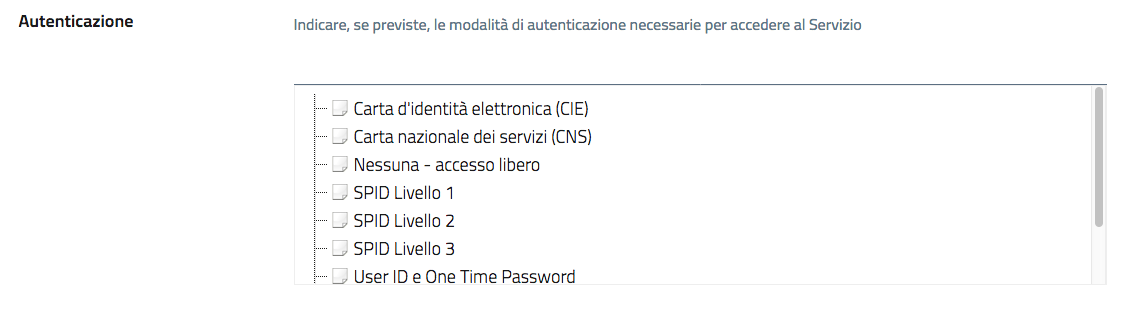 Autenticazione
Indicare, se previste, le modalità di autenticazione necessarie per accedere al Servizio
Carta d'identità elettronica (CIE)
Carta nazionale dei servizi (CNS)
Nessuna - accesso libero
SPID Livello 1
SPID Livello 2
SPID Livello 3
User ID e One Time Password